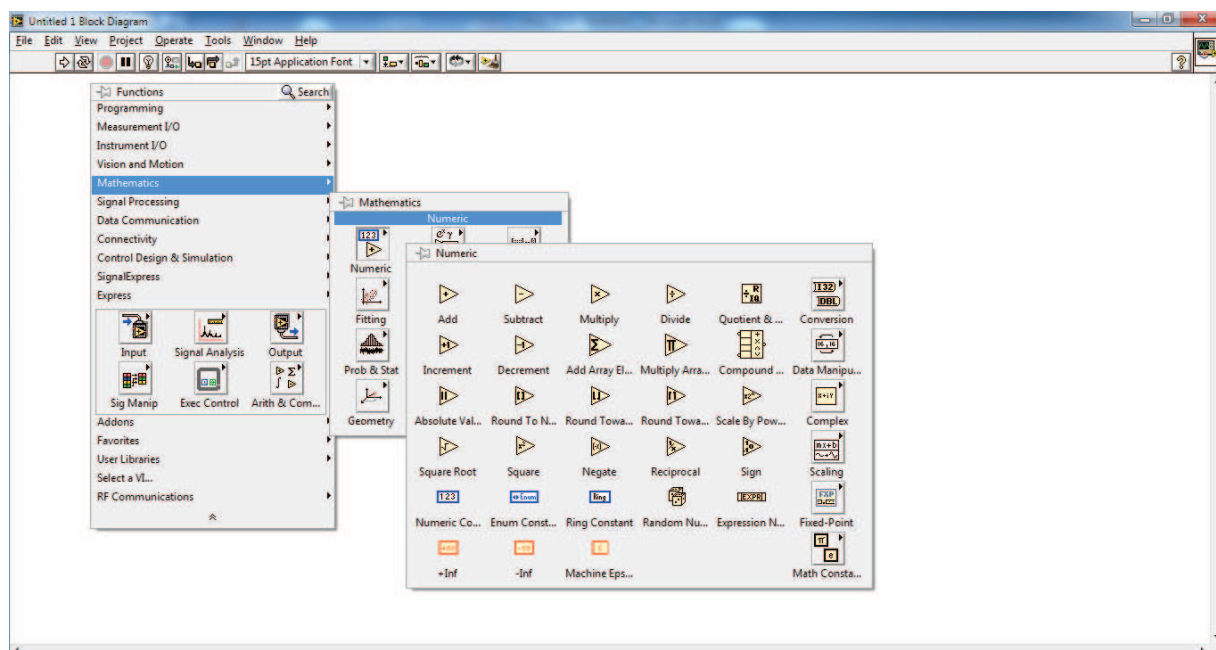 Untitled 1 Block Diagram
File Edit View Project Operate Tools Window Help
15pt Application Font
Functions Search
Programming
Measurement I/O
Instrument I/O
Vision and Motion
Mathematics
Signal Processing
Data Communication
Connectivity
Control Design & Simulation
SignalExpress
Express
Input Signal Analysis Output
Sig Manip Exec Control Arith & Com...
Addons
Favorites
User Libraries
Select a VI...
RF Communications
Mathematics
Numeric
123
Numeric
Fitting
Prob & Stat
Geometry
Numeric
Add Subtract Multiply Divide Quotient & ... Conversion
Increment Decrement Add Array El... Multiply Arra... Compound ... Data Manipu...
Absolute Val... Round To N... Round Towa... Round Towa... Scale By Pow... Complex
Square Root Square Negate Reciprocal Sign Scaling
Numeric Co... Enum Const... Ring Constant Random Nu... Expression N... Fixed-Point
+Inf -Inf Machine Eps... Math Consta...